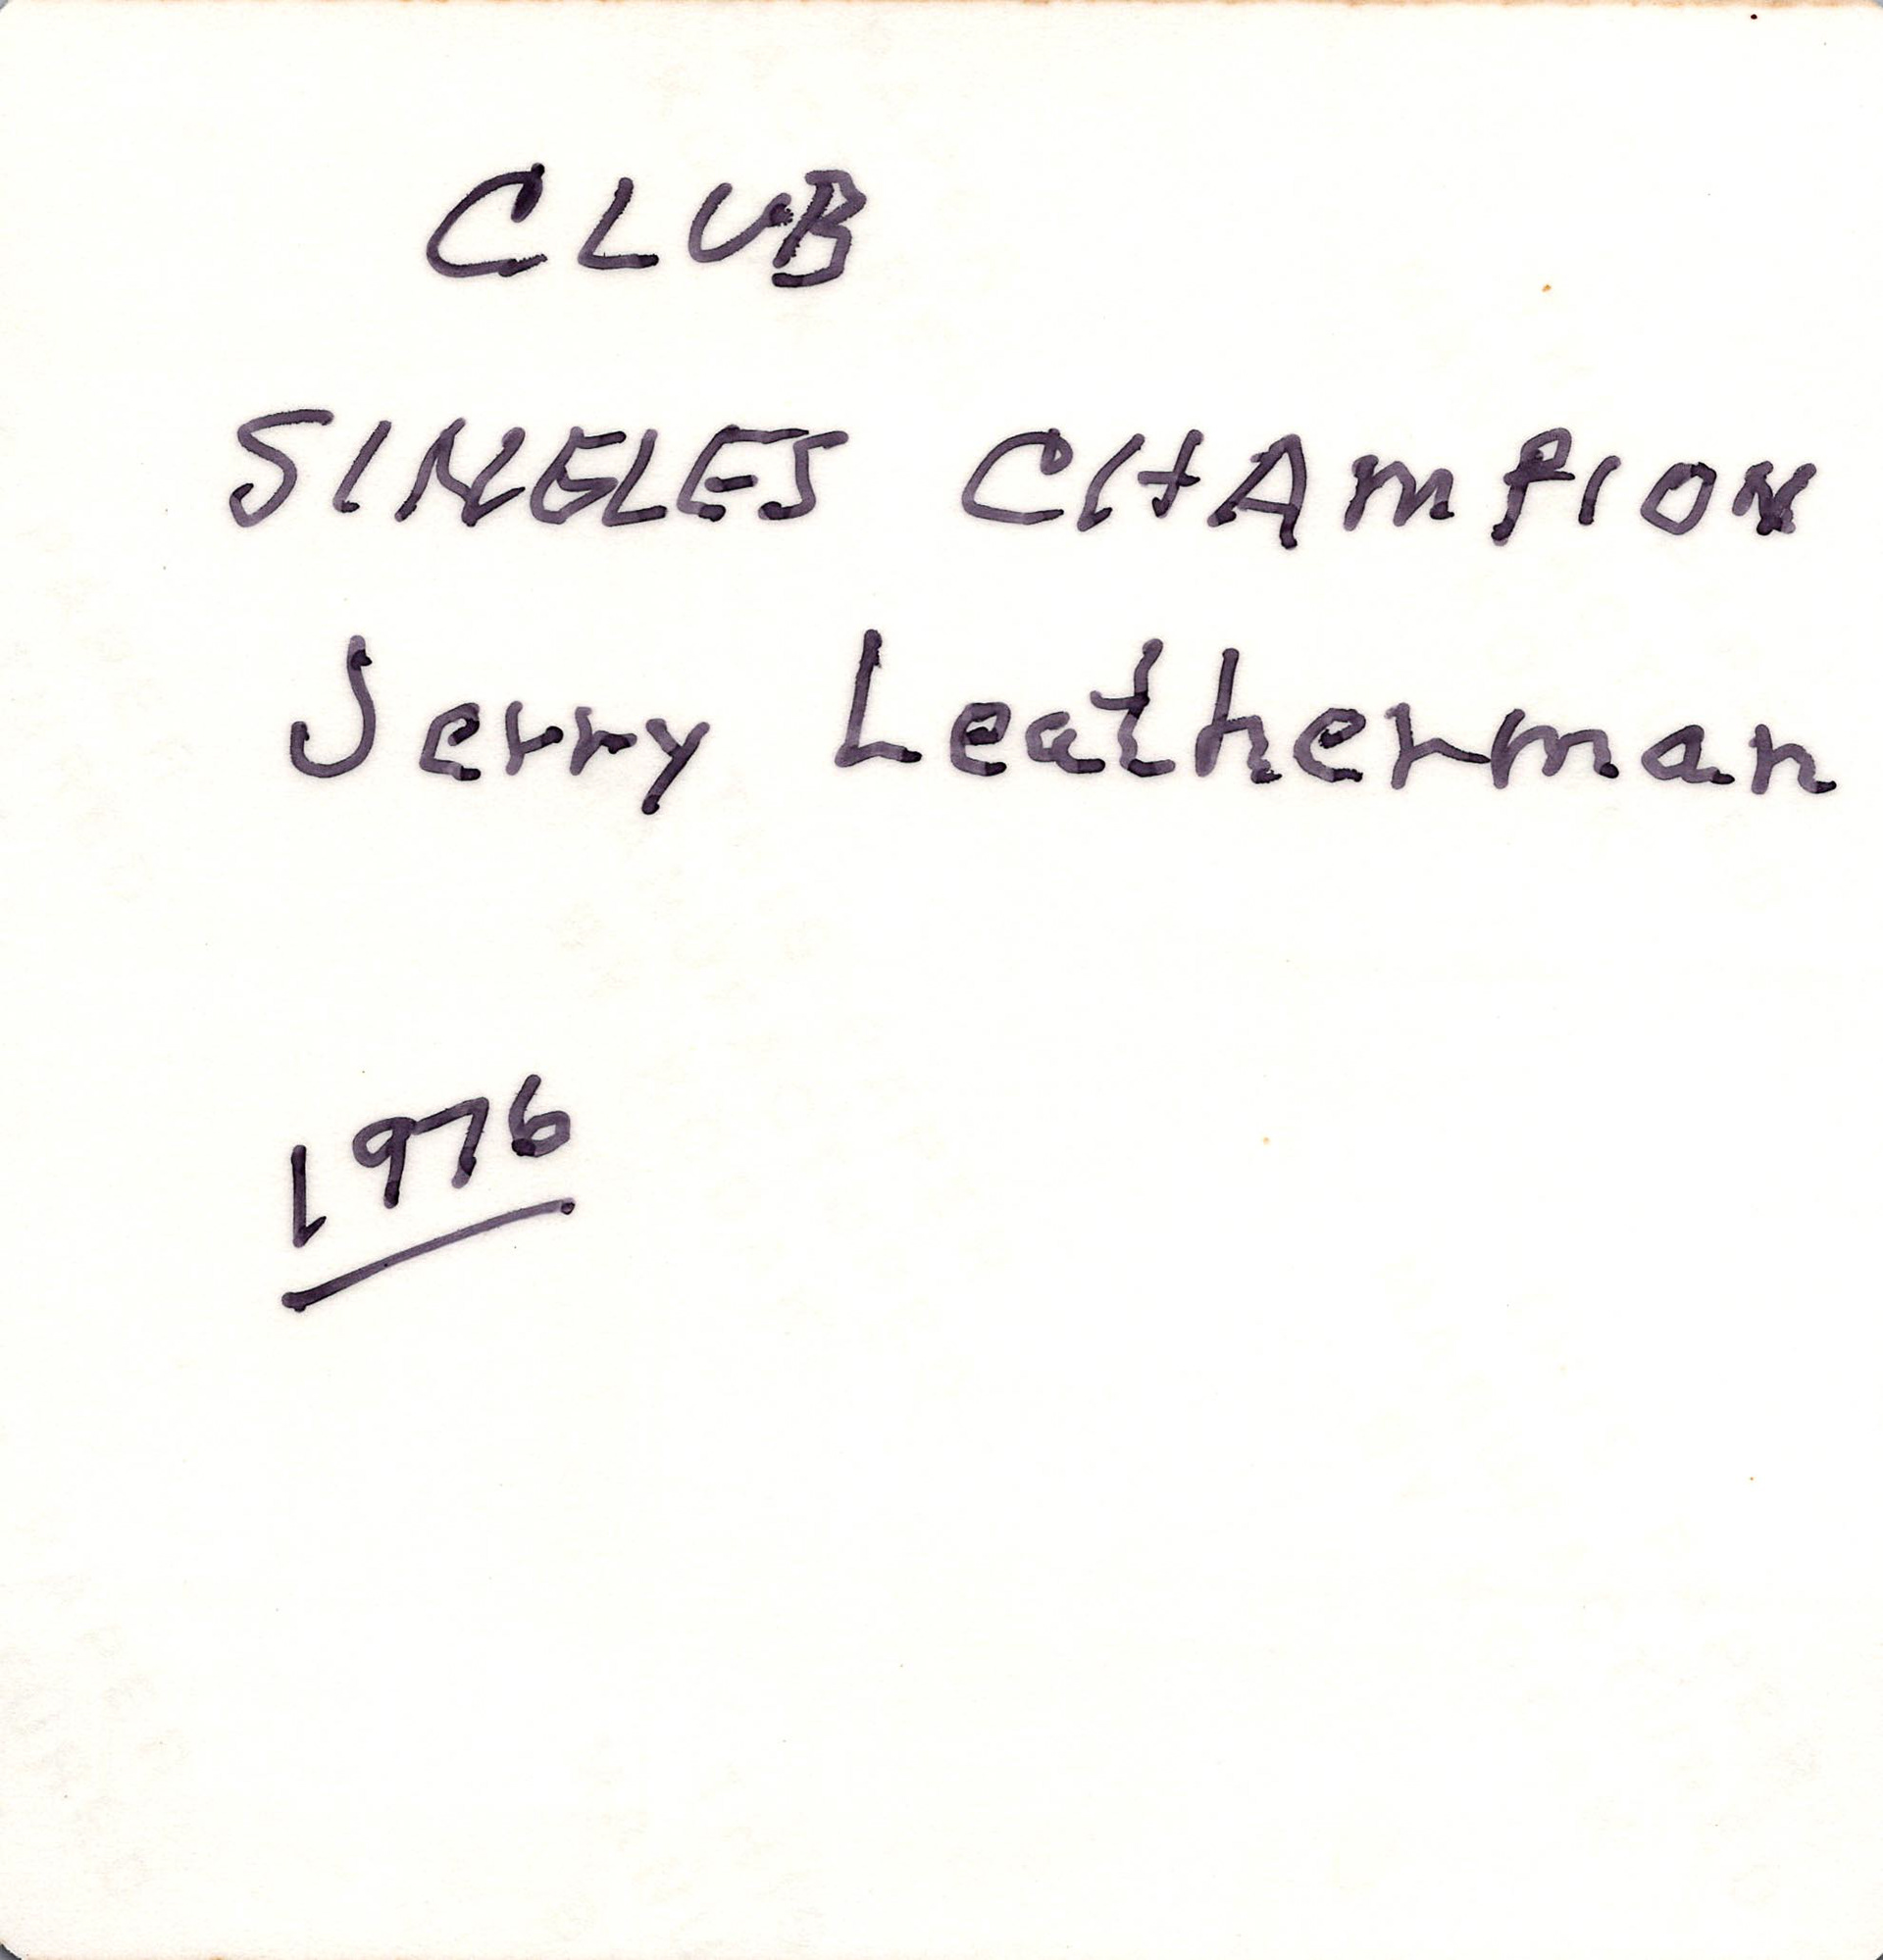 CLUB
SINGLES CHAMPION
Jerry Leatherman
1976